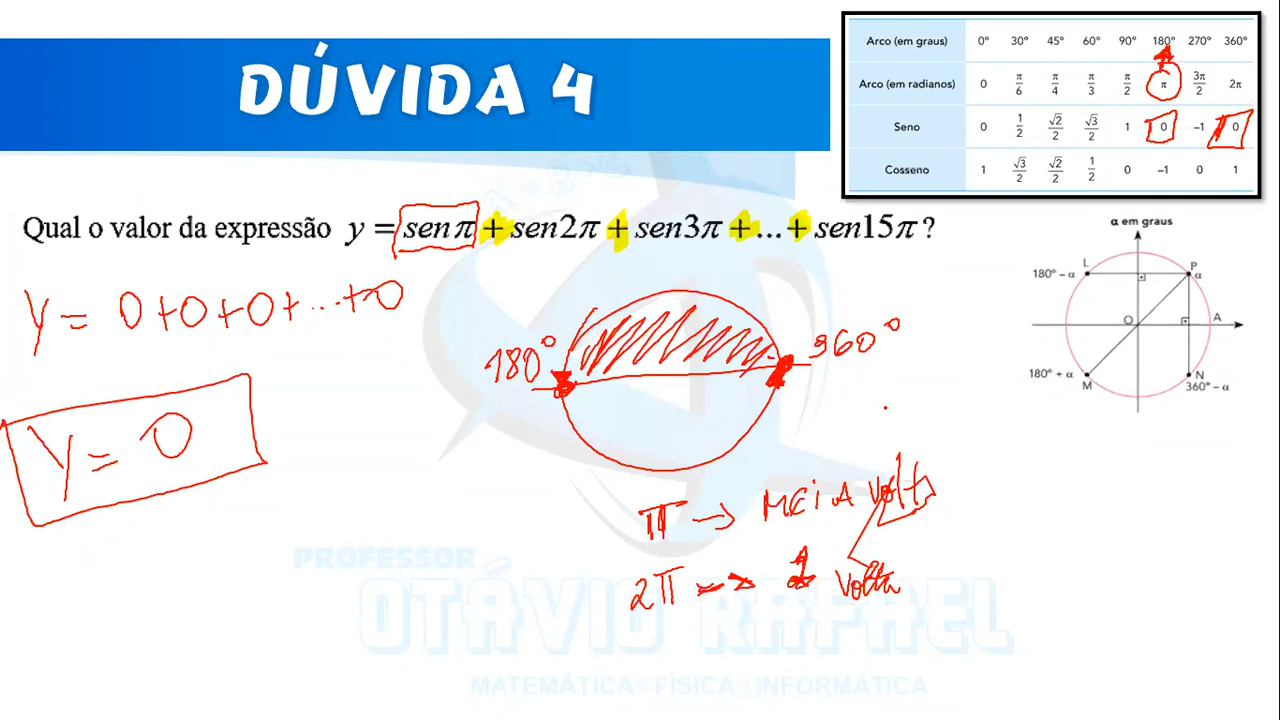 DÚVIDA 4
Arco (em graus) 0° 30° 45° 60° 90° 180° 270° 360°
Arco (em radianos) 0 π/6 π/4 π/3 π/2 π 3π/2 2π
Seno 0 1/2 √2/2 √3/2 1 0 –1 0
Cosseno 1 √3/2 √2/2 1/2 0 –1 0 1
Qual o valor da expressão y = senπ + sen2π + sen3π + ... + sen15π ?
Y = 0+0+0+...+0
Y = 0
180° 360°
π → MEiA volta
2π → 1 volta
α em graus
L 180° – α
P α
O A
180° + α M
N 360° – α
PROFESSOR
OTÁVIO RAFAEL
MATEMÁTICA FÍSICA INFORMÁTICA